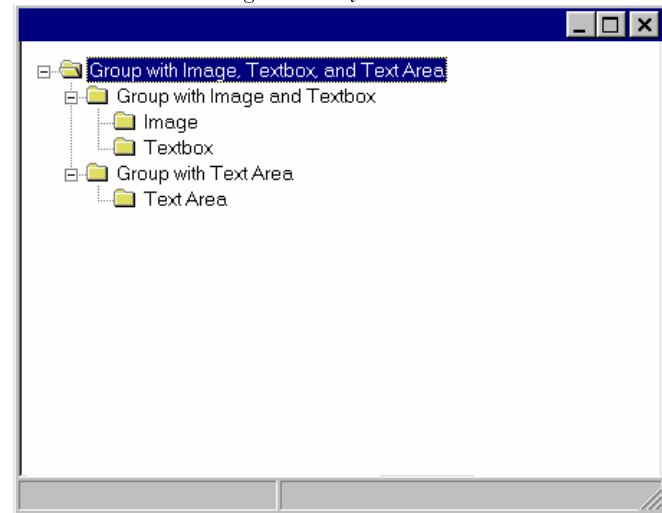 Group with Image, Textbox, and Text Area
Group with Image and Textbox
Image
Textbox
Group with Text Area
Text Area